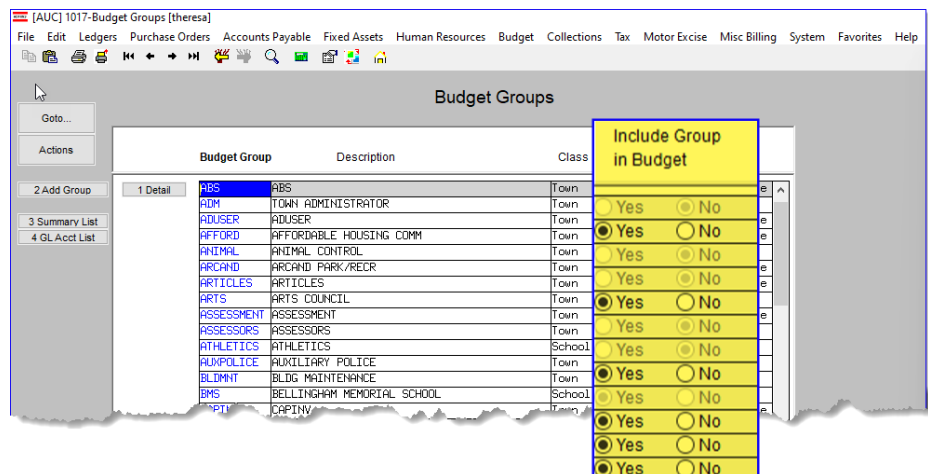 [AUC] 1017-Budget Groups [theresa]
File Edit Ledgers Purchase Orders Accounts Payable Fixed Assets Human Resources Budget Collections Tax Motor Excise Misc Billing System Favorites Help
Budget Groups
Goto...
Actions
2 Add Group
3 Summary List
4 GL Acct List
Budget Group Description Class
1 Detail ABS ABS Town e
ADM TOWN ADMINISTRATOR Town
ADUSER ADUSER Town e
AFFORD AFFORDABLE HOUSING COMM Town e
ANIMAL ANIMAL CONTROL Town
ARCAND ARCAND PARK/RECR Town e
ARTICLES ARTICLES Town e
ARTS ARTS COUNCIL Town
ASSESSMENT ASSESSMENT Town e
ASSESSORS ASSESSORS Town
ATHLETICS ATHLETICS School
AUXPOLICE AUXILIARY POLICE Town
BLDMNT BLDG MAINTENANCE Town
BMS BELLINGHAM MEMORIAL SCHOOL School
CAPINV
Include Group
in Budget
Yes No
Yes No
Yes No
Yes No
Yes No
Yes No
Yes No
Yes No
Yes No
Yes No
Yes No
Yes No